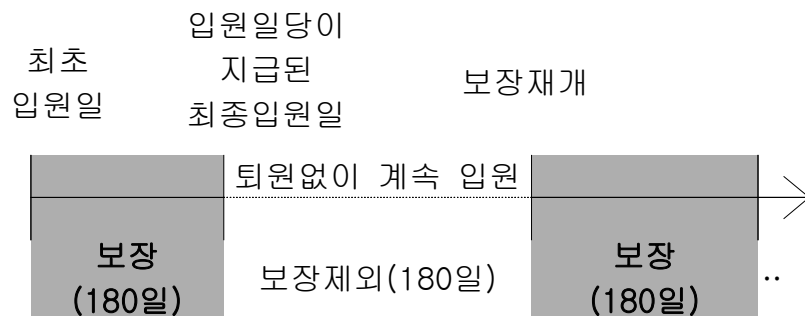 최초
입원일
입원일당이
지급된
최종입원일
보장재개
퇴원없이 계속 입원
보장
(180일)
보장제외(180일)
보장
(180일)
..